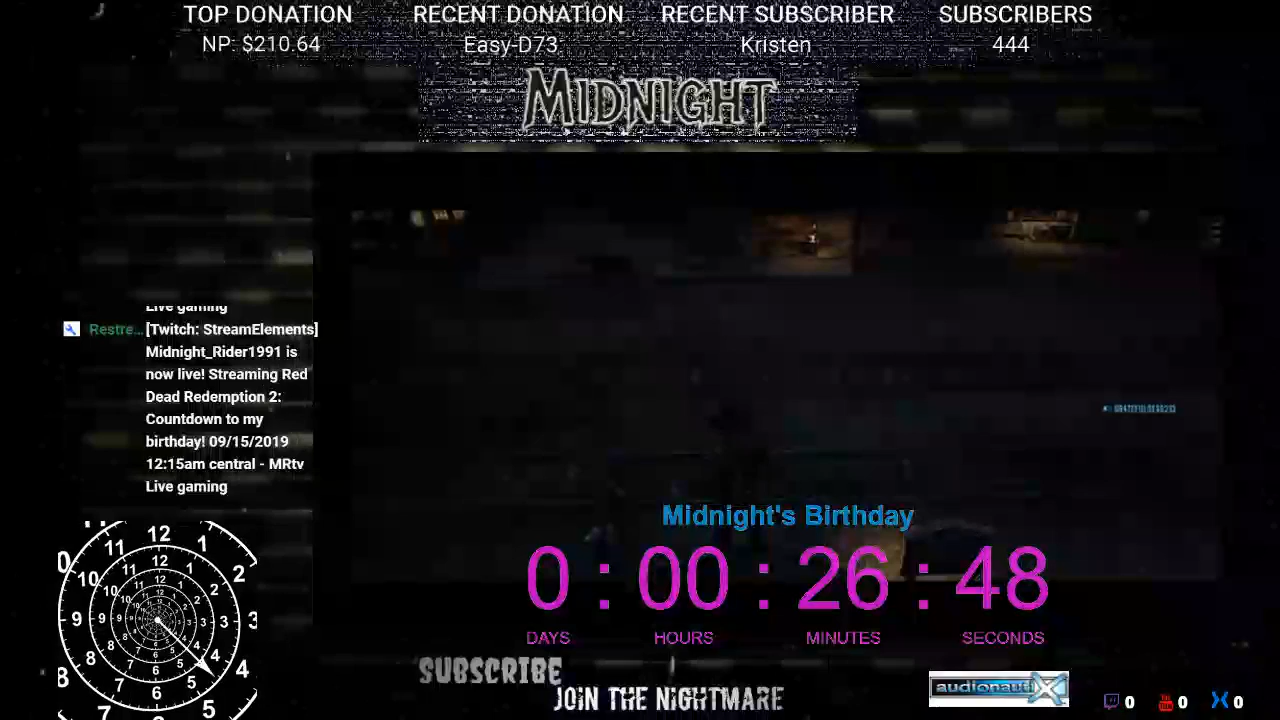 TOP DONATION
NP: $210.64
RECENT DONATION
Easy-D73
RECENT SUBSCRIBER
Kristen
SUBSCRIBERS
444
MIDNIGHT
Live gaming
Restre... [Twitch: StreamElements]
Midnight_Rider1991 is
now live! Streaming Red
Dead Redemption 2:
Countdown to my
birthday! 09/15/2019
12:15am central - MRtv
Live gaming
Midnight's Birthday
0 : 00 : 26 : 48
DAYS HOURS MINUTES SECONDS
SUBSCRIBE
JOIN THE NIGHTMARE
audionautix
0 0 0